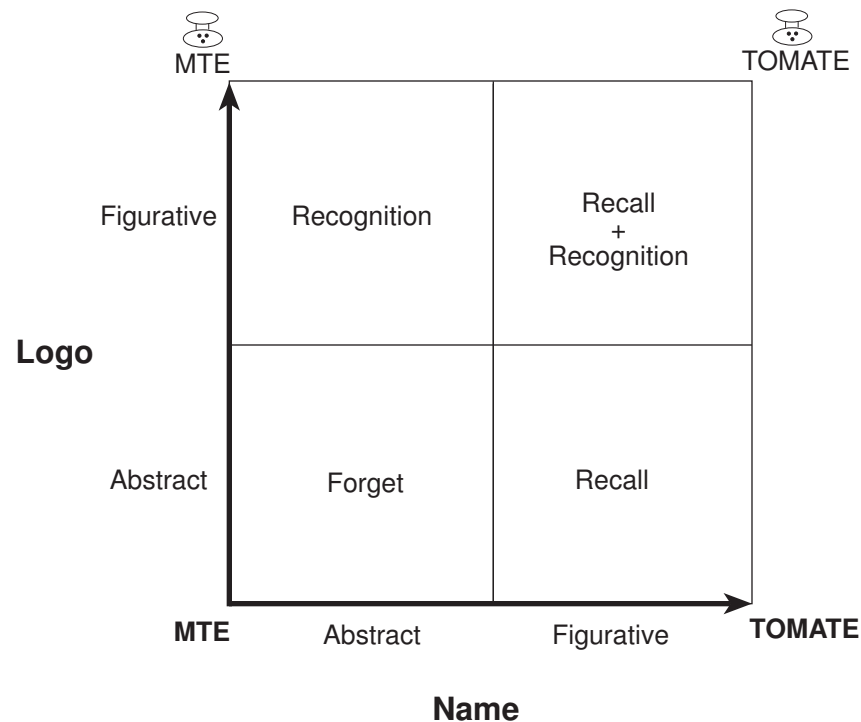 MTE
TOMATE
Figurative
Recognition
Recall
+
Recognition
Logo
Abstract
Forget
Recall
MTE
Abstract
Figurative
TOMATE
Name